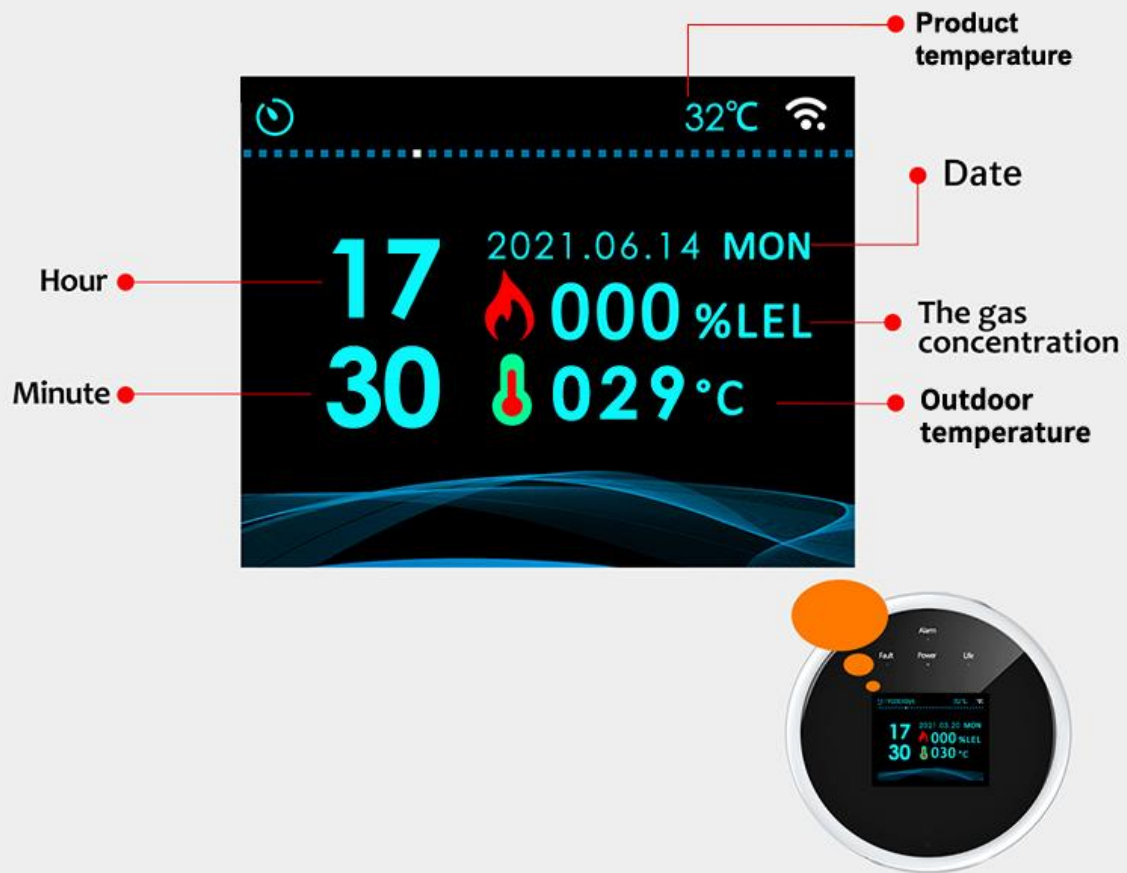 Product
temperature
32℃
Date
2021.06.14 MON
17
Hour
000 %LEL
The gas
concentration
30
Minute
029 °C
Outdoor
temperature
Alarm
Fault Power Life
32℃
2021.03.20 MON
17
000 %LEL
30
030 °C